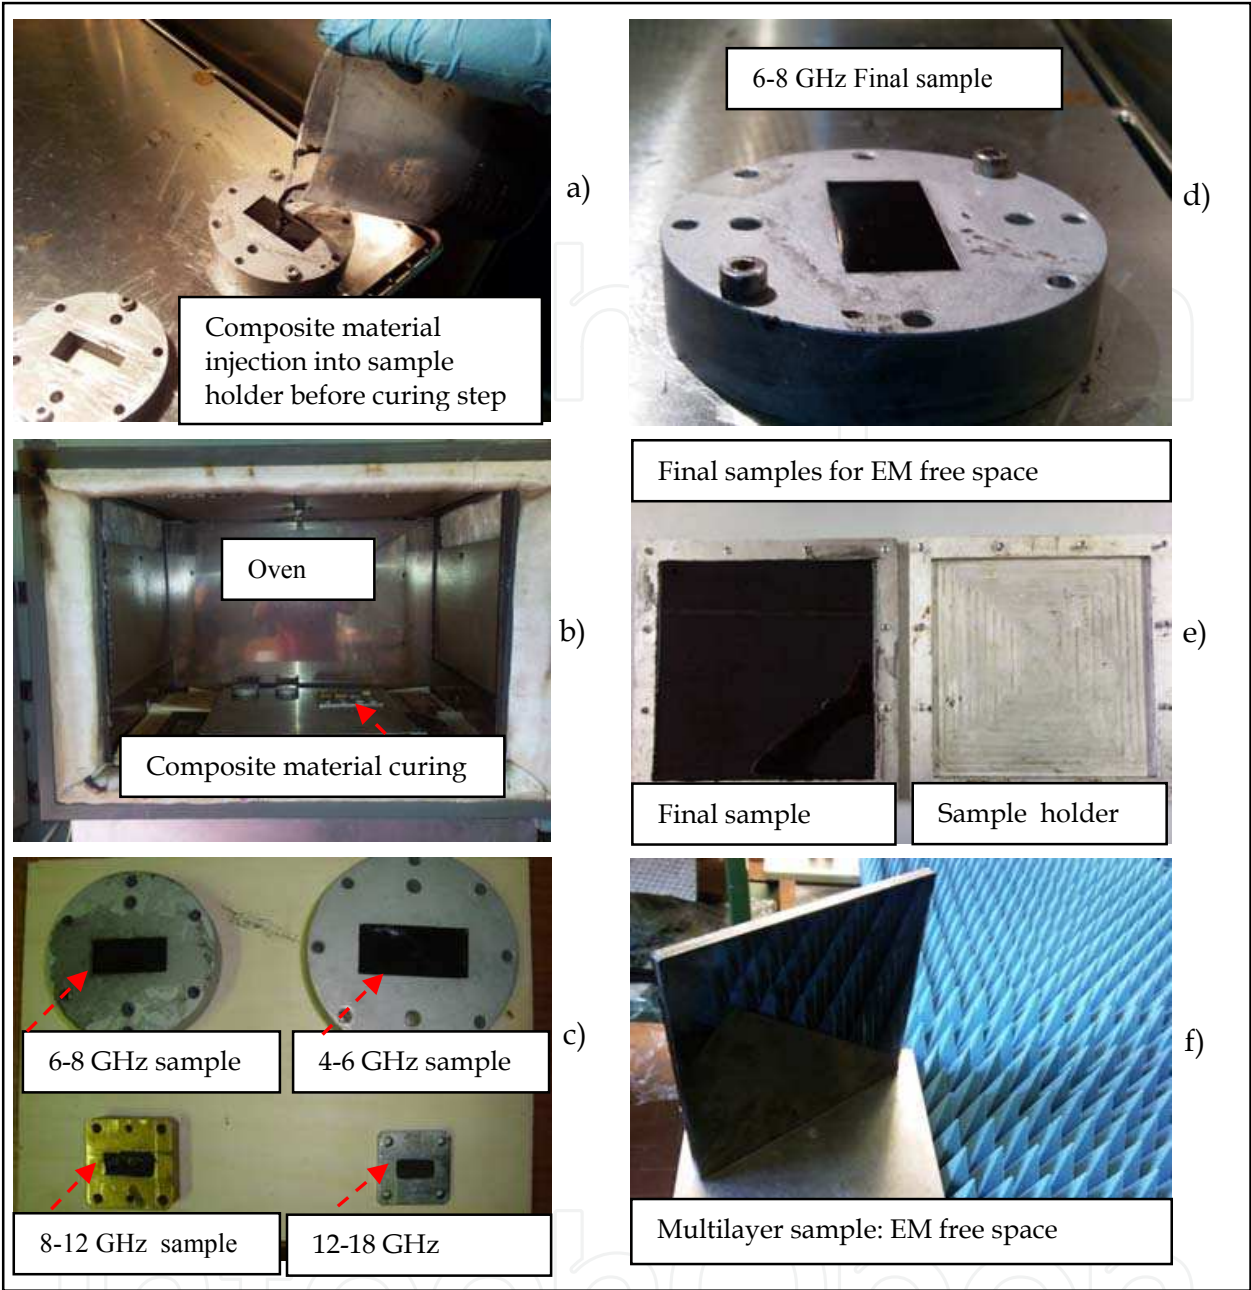 a)
Composite material
injection into sample
holder before curing step
Oven
b)
Composite material curing
6-8 GHz sample
4-6 GHz sample
c)
8-12 GHz  sample
12-18 GHz
6-8 GHz Final sample
d)
Final samples for EM free space
e)
Final sample
Sample  holder
f)
Multilayer sample: EM free space